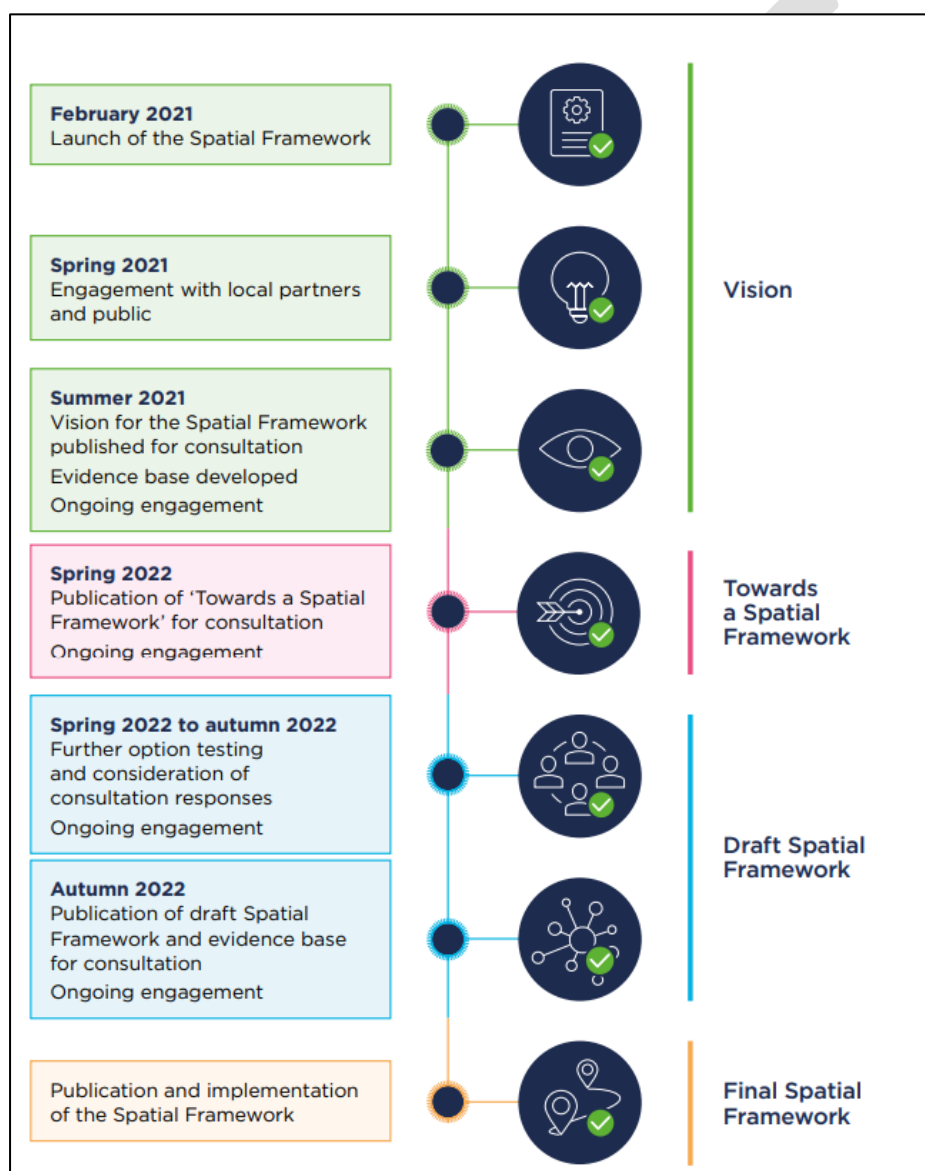 February 2021
Launch of the Spatial Framework
Spring 2021
Engagement with local partners
and public
Vision
Summer 2021
Vision for the Spatial Framework
published for consultation
Evidence base developed
Ongoing engagement
Spring 2022
Publication of ‘Towards a Spatial
Framework’ for consultation
Ongoing engagement
Towards
a Spatial
Framework
Spring 2022 to autumn 2022
Further option testing
and consideration of
consultation responses
Ongoing engagement
Draft Spatial
Framework
Autumn 2022
Publication of draft Spatial
Framework and evidence base
for consultation
Ongoing engagement
Publication and implementation
of the Spatial Framework
Final Spatial
Framework